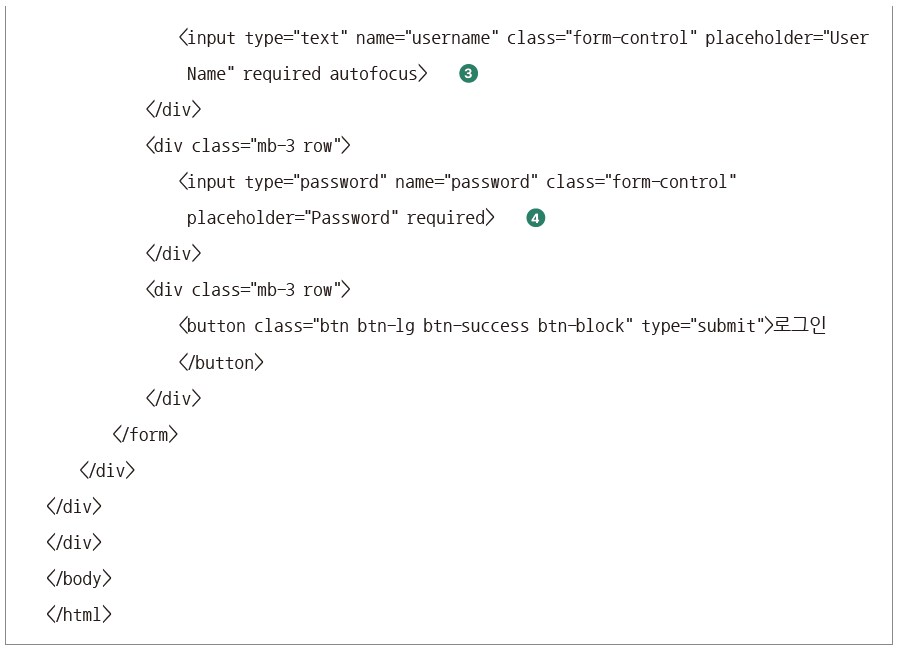 <input type="text" name="username" class="form-control" placeholder="User
Name" required autofocus> 3
</div>
<div class="mb-3 row">
<input type="password" name="password" class="form-control"
placeholder="Password" required> 4
</div>
<div class="mb-3 row">
<button class="btn btn-lg btn-success btn-block" type="submit">로그인
</button>
</div>
</form>
</div>
</div>
</div>
</body>
</html>